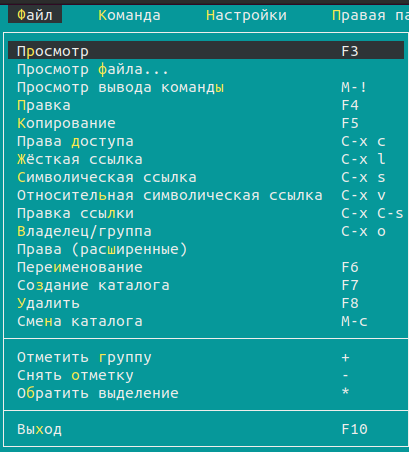 Файл Команда Настройки Правая па
Просмотр F3
Просмотр файла...
Просмотр вывода команды M-!
Правка F4
Копирование F5
Права доступа C-x c
Жёсткая ссылка C-x l
Символическая ссылка C-x s
Относительная символическая ссылка C-x v
Правка ссылки C-x C-s
Владелец/группа C-x o
Права (расширенные)
Переименование F6
Создание каталога F7
Удалить F8
Смена каталога M-c
Отметить группу +
Снять отметку -
Обратить выделение *
Выход F10